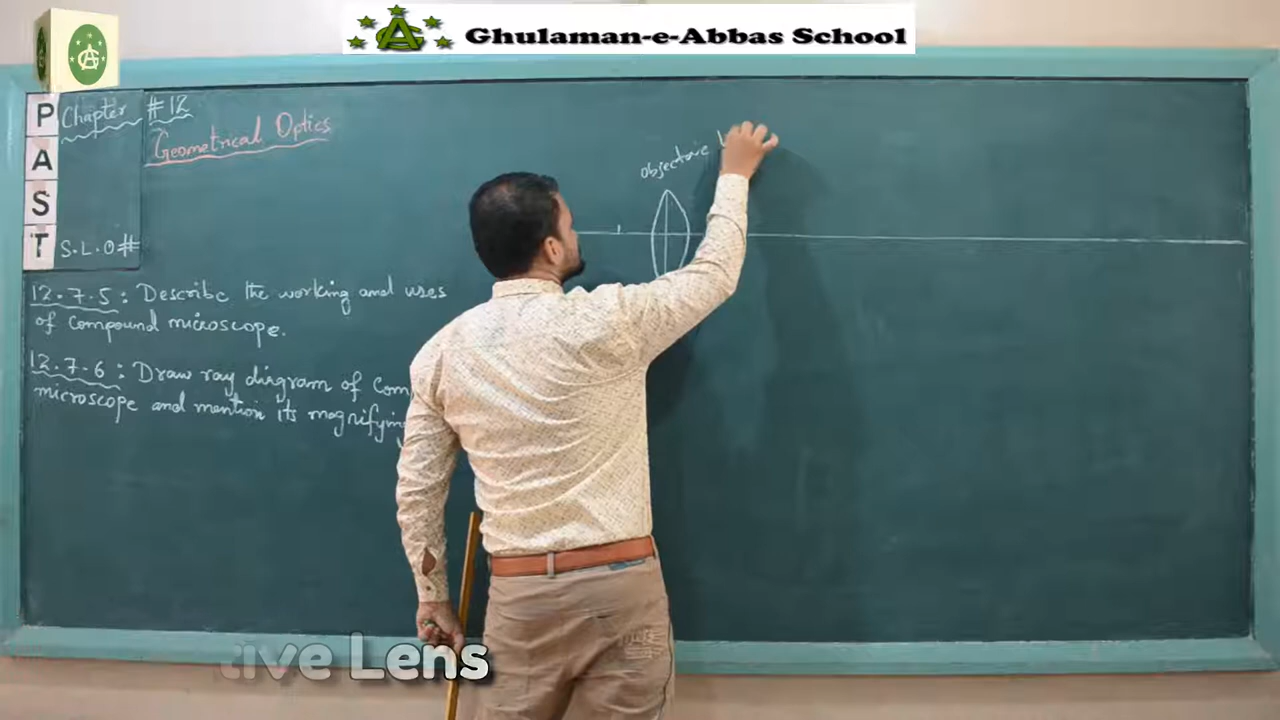 Ghulaman-e-Abbas School
P
A
S
T
Chapter #12
Geometrical Optics
S.L.O#
12.7.5: Describe the working and uses
of compound microscope.
12.7.6: Draw ray diagram of com
microscope and mention its magnifyin
Objective
tive Lens